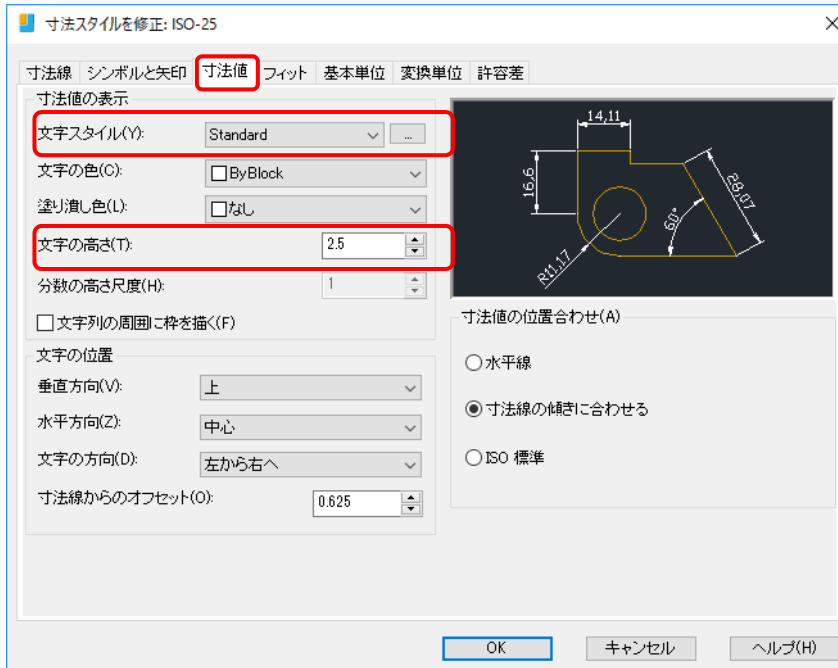 寸法スタイルを修正: ISO-25
寸法線 シンボルと矢印 寸法値 フィット 基本単位 変換単位 許容差
寸法値の表示
文字スタイル(Y): Standard ...
文字の色(C): ByBlock
塗り潰し色(L): なし
文字の高さ(T): 2.5
分数の高さ尺度(H): 1
文字列の周囲に枠を描く(F)
文字の位置
垂直方向(V): 上
水平方向(Z): 中心
文字の方向(D): 左から右へ
寸法線からのオフセット(O): 0.625
14,11
16,6
28,07
60°
R11,17
寸法値の位置合わせ(A)
水平線
寸法線の傾きに合わせる
ISO 標準
OK キャンセル ヘルプ(H)